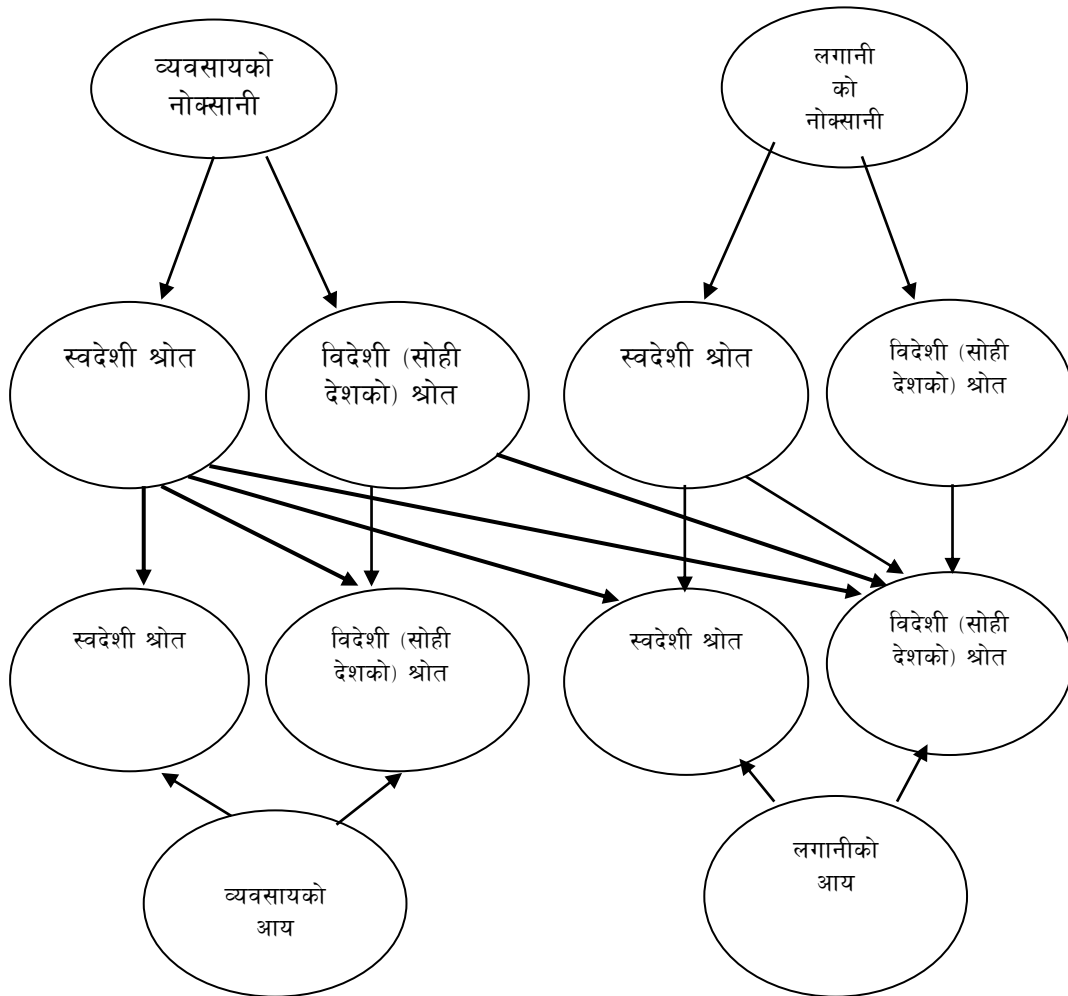 व्यवसायको
नोक्सानी
लगानी
को
नोक्सानी
स्वदेशी श्रोत
विदेशी (सोही
देशको) श्रोत
स्वदेशी श्रोत
विदेशी (सोही
देशको) श्रोत
स्वदेशी श्रोत
विदेशी (सोही
देशको) श्रोत
स्वदेशी श्रोत
विदेशी (सोही
देशको) श्रोत
व्यवसायको
आय
लगानीको
आय